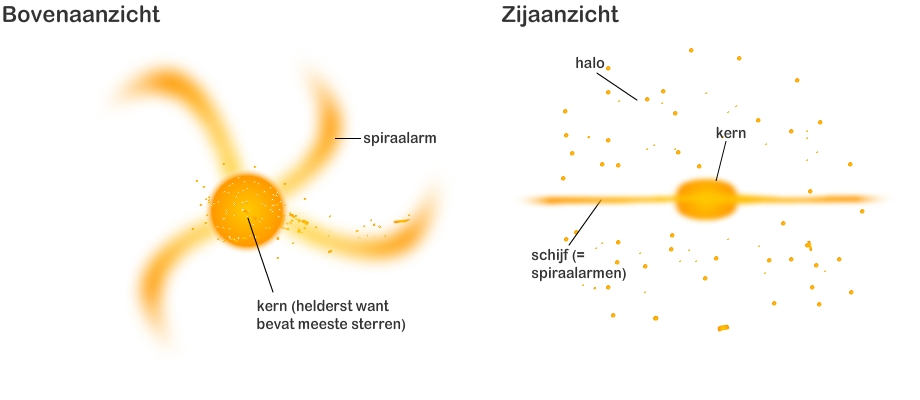 Bovenaanzicht
spiraalarm
kern (helderst want
bevat meeste sterren)
Zijaanzicht
halo
kern
schijf (=
spiraalarmen)